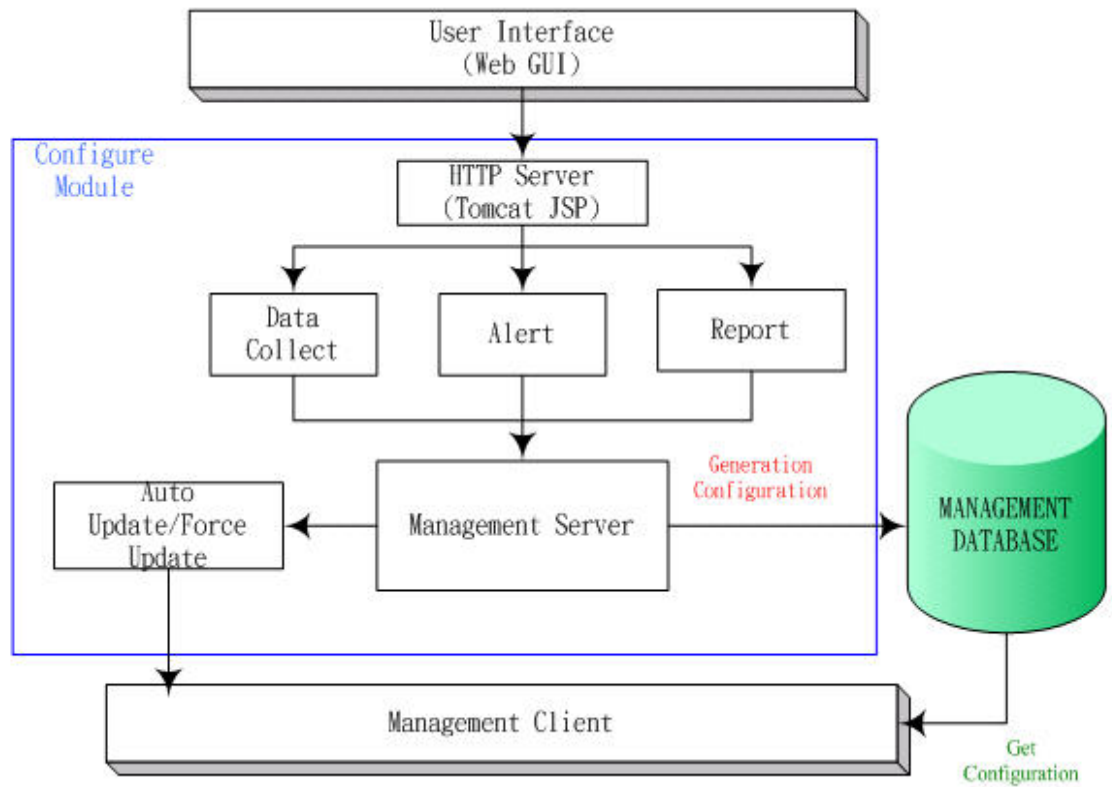 User Interface
(Web GUI)
Configure
Module
HTTP Server
(Tomcat JSP)
Data
Collect
Alert
Report
Generation
Configuration
Auto
Update/Force
Update
Management Server
MANAGEMENT
DATABASE
Management Client
Get
Configuration